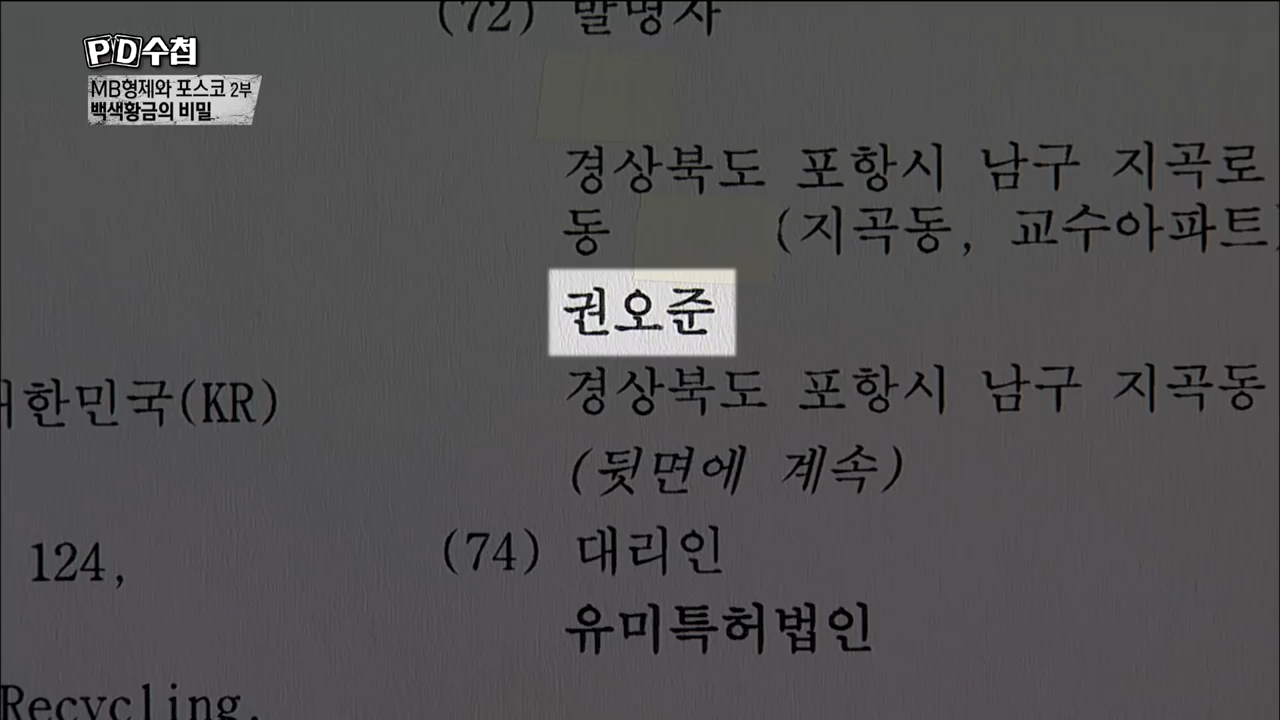 PD수첩
MB형제와 포스코 2부
백색황금의 비밀
(72) 발명자
경상북도 포항시 남구 지곡로
동 (지곡동, 교수아파트)
권오준
대한민국(KR)
경상북도 포항시 남구 지곡동
(뒷면에 계속)
124,
(74) 대리인
유미특허법인
Recycling,